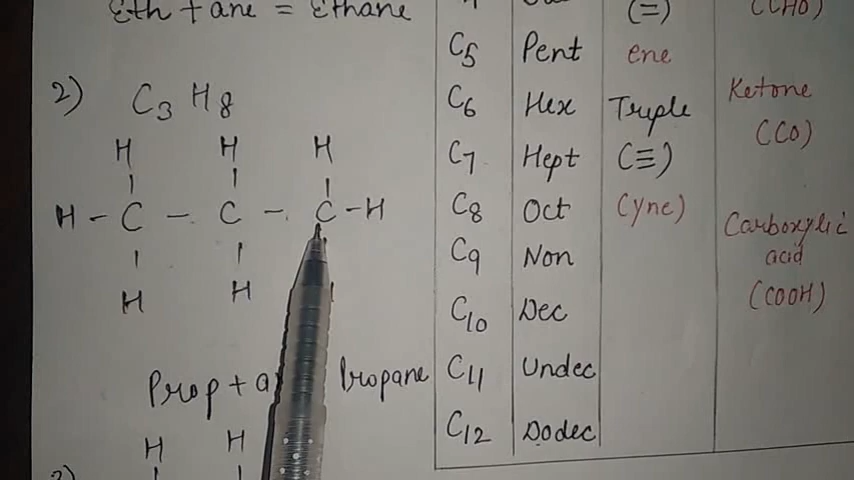 Eth + ane = Ethane
2) C3 H8
H H H
H - C - C - C - H
H H
Prop + a Propane
H H
(=) (CHO)
C5 Pent ene
C6 Hex Triple Ketone
C7 Hept (≡) (CO)
C8 Oct (yne) Carboxylic
C9 Non acid
C10 Dec (COOH)
C11 Undec
C12 Dodec